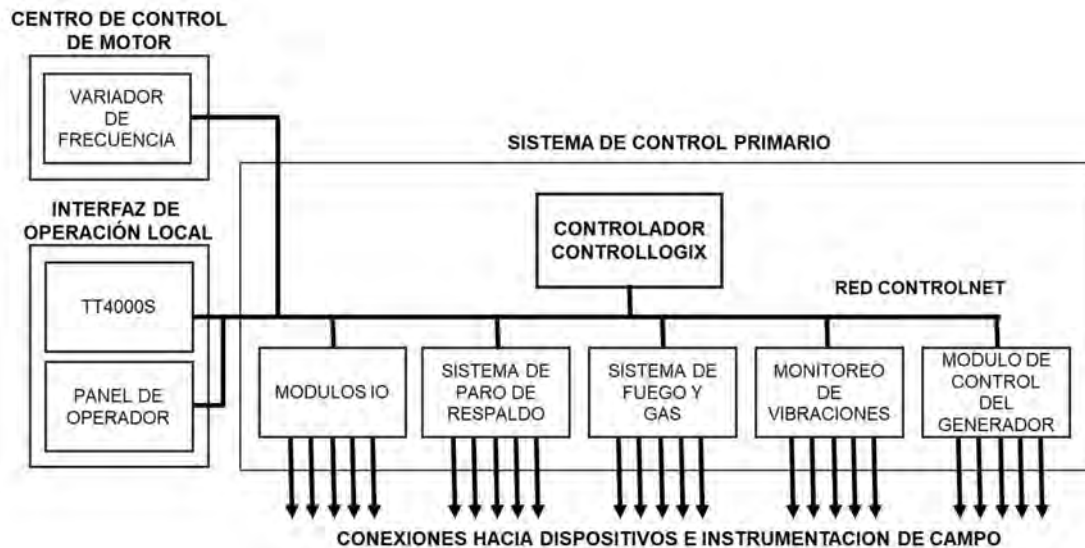 CENTRO DE CONTROL
DE MOTOR
VARIADOR
DE
FRECUENCIA
SISTEMA DE CONTROL PRIMARIO
INTERFAZ DE
OPERACIÓN LOCAL
CONTROLADOR
CONTROLLOGIX
TT4000S
RED CONTROLNET
PANEL DE
OPERADOR
MODULOS IO
SISTEMA DE
PARO DE
RESPALDO
SISTEMA DE
FUEGO Y
GAS
MONITOREO
DE
VIBRACIONES
MODULO DE
CONTROL
DEL
GENERADOR
CONEXIONES HACIA DISPOSITIVOS E INSTRUMENTACION DE CAMPO